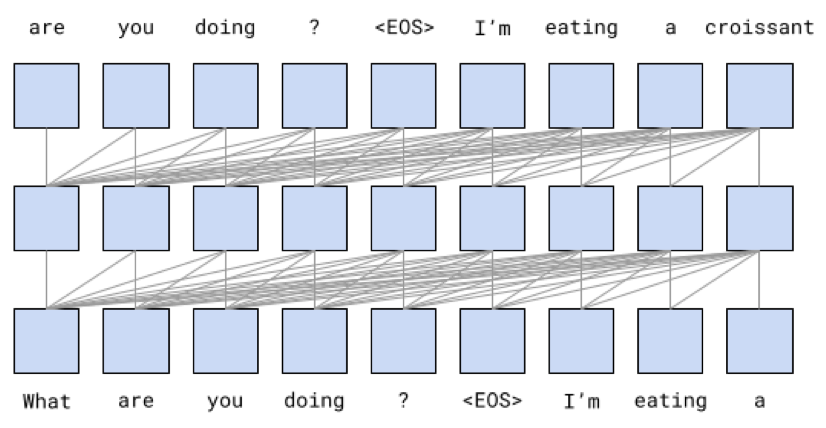 are you doing ? <EOS> I'm eating a croissant
What are you doing ? <EOS> I'm eating a